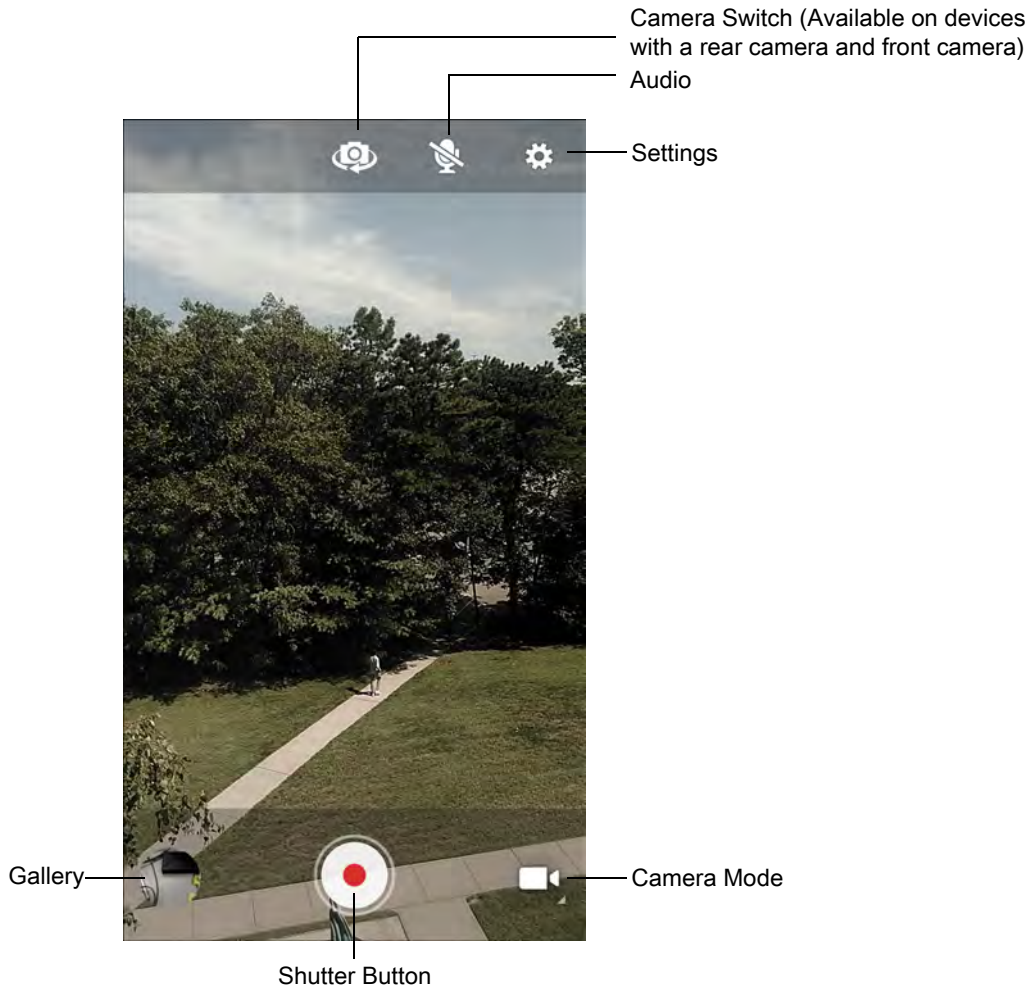 Camera Switch (Available on devices
with a rear camera and front camera)
Audio
Settings
Gallery
Camera Mode
Shutter Button